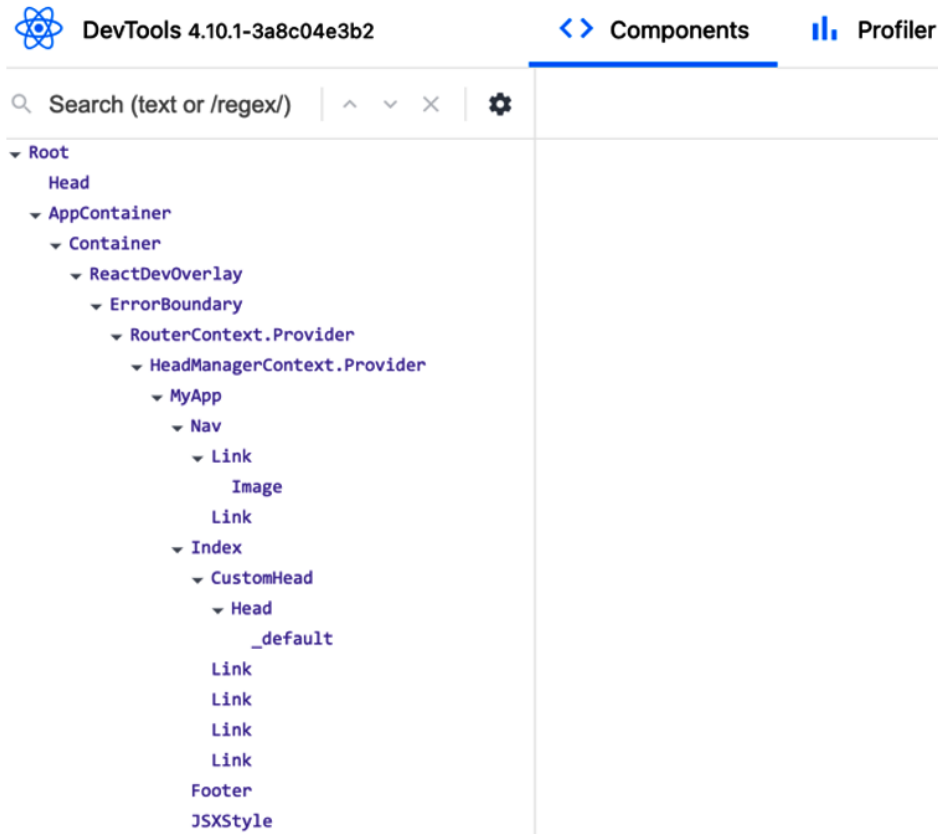 DevTools 4.10.1-3a8c04e3b2 Components Profiler
Search (text or /regex/)
Root
Head
AppContainer
Container
ReactDevOverlay
ErrorBoundary
RouterContext.Provider
HeadManagerContext.Provider
MyApp
Nav
Link
Image
Link
Index
CustomHead
Head
_default
Link
Link
Link
Link
Footer
JSXStyle